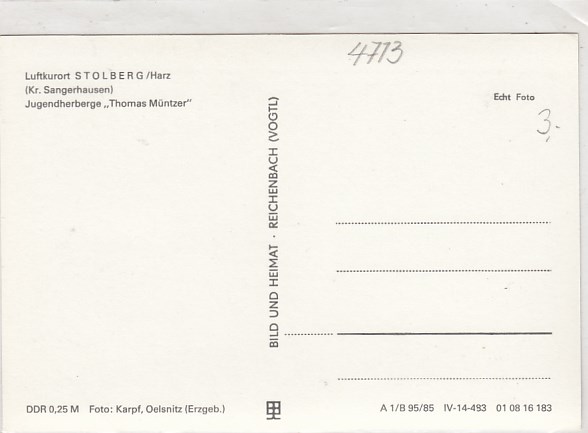 4713
Luftkurort STOLBERG/Harz
(Kr. Sangerhausen)
Jugendherberge „Thomas Müntzer"
Echt Foto
3,-
BILD UND HEIMAT · REICHENBACH (VOGTL)
DDR 0,25 M Foto: Karpf, Oelsnitz (Erzgeb.)
A 1/B 95/85 IV-14-483 01 08 16 183